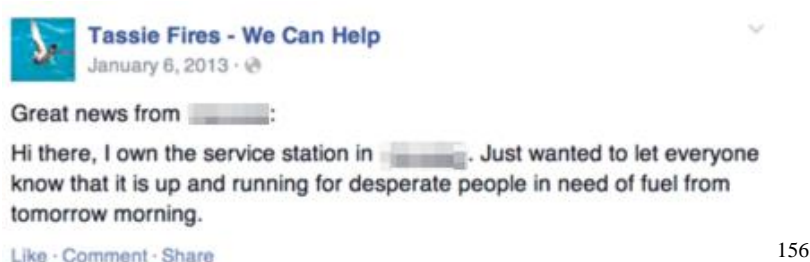 Tassie Fires - We Can Help
January 6, 2013 ·
Great news from :
Hi there, I own the service station in . Just wanted to let everyone
know that it is up and running for desperate people in need of fuel from
tomorrow morning.
Like · Comment · Share
156